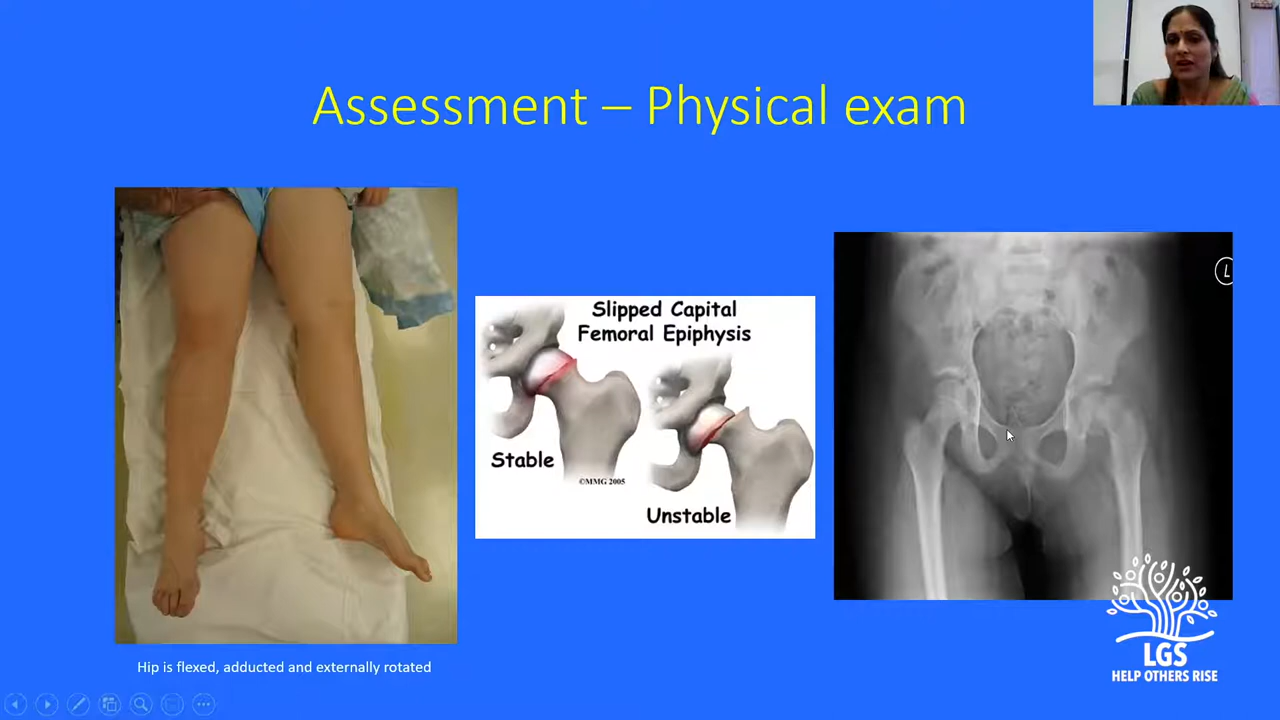 Assessment – Physical exam
L
Slipped Capital
Femoral Epiphysis
Stable
©MMG 2005
Unstable
Hip is flexed, adducted and externally rotated
LGS
HELP OTHERS RISE